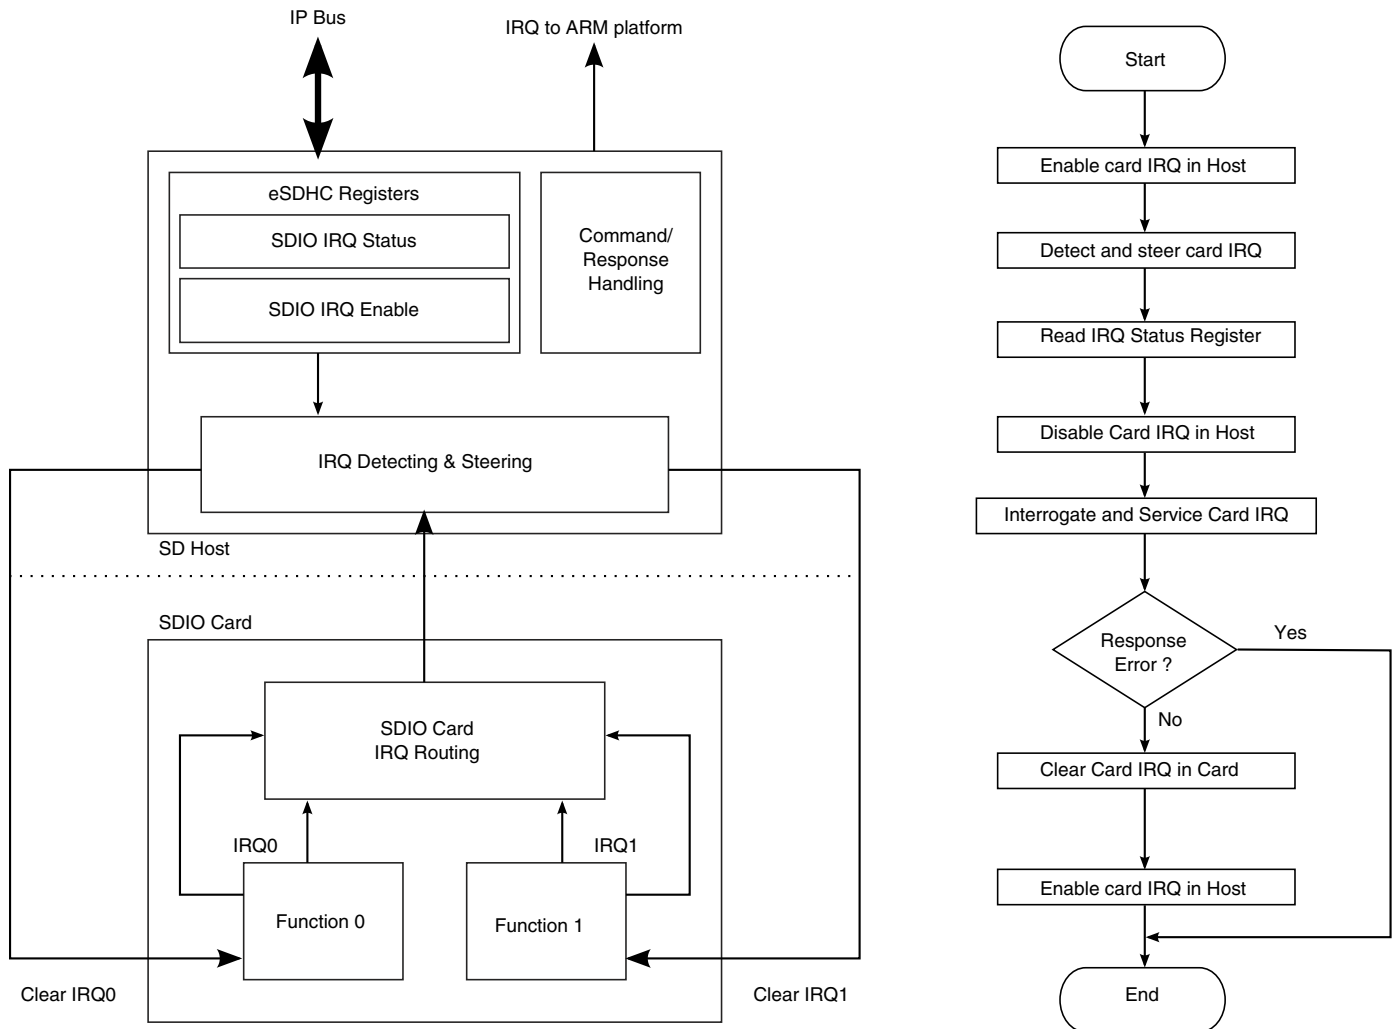 IP Bus
IRQ to ARM platform
eSDHC Registers
SDIO IRQ Status
SDIO IRQ Enable
Command/
Response
Handling
IRQ Detecting & Steering
SD Host
SDIO Card
SDIO Card
IRQ Routing
IRQ0
IRQ1
Function 0
Function 1
Clear IRQ0
Clear IRQ1
Start
Enable card IRQ in Host
Detect and steer card IRQ
Read IRQ Status Register
Disable Card IRQ in Host
Interrogate and Service Card IRQ
Response
Error ?
Yes
No
Clear Card IRQ in Card
Enable card IRQ in Host
End